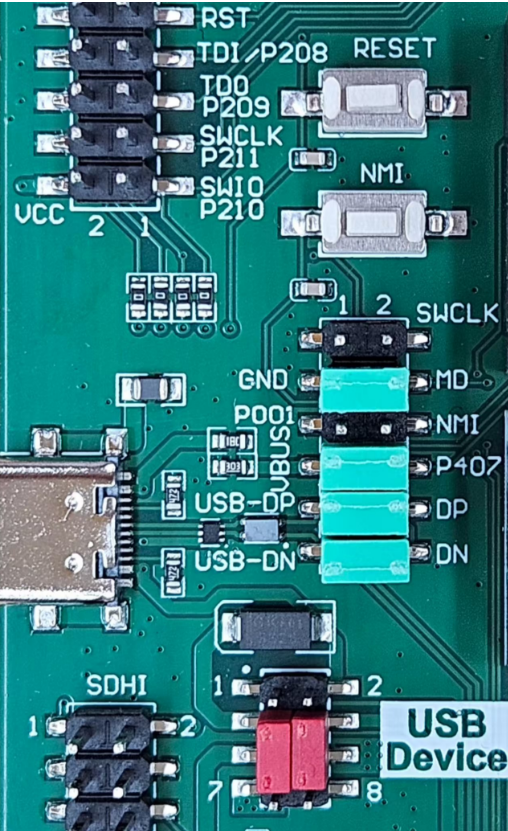 RST
TDI/P208
RESET
TDO
P209
SWCLK
P211
NMI
SWIO
P210
VCC
2 1
1 2
SWCLK
GND
MD
P001
NMI
VBUS
P407
USB-DP
DP
USB-DN
DN
SDHI
1
2
1
2
7
8
USB
Device